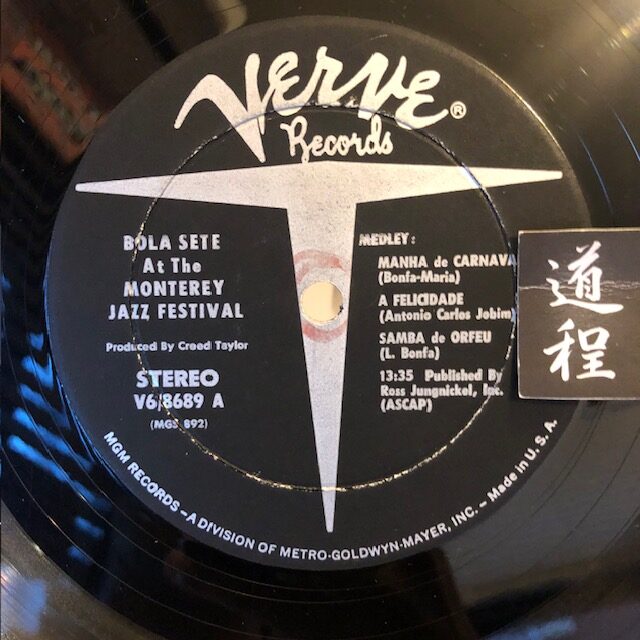 Verve®
Records
BOLA SETE
At The
MONTEREY
JAZZ FESTIVAL
Produced By Creed Taylor
STEREO
V6/8689 A
(MGS 892)
MEDLEY:
MANHA de CARNAVA
(Bonfa-Maria)
A FELICIDADE
(Antonio Carlos Jobim)
SAMBA de ORFEU
(L. Bonfa)
13:35 Published By
Ross Jungnickel, Inc.
(ASCAP)
MGM RECORDS – A DIVISION OF METRO-GOLDWYN-MAYER, INC. – Made in U.S.A.
道程